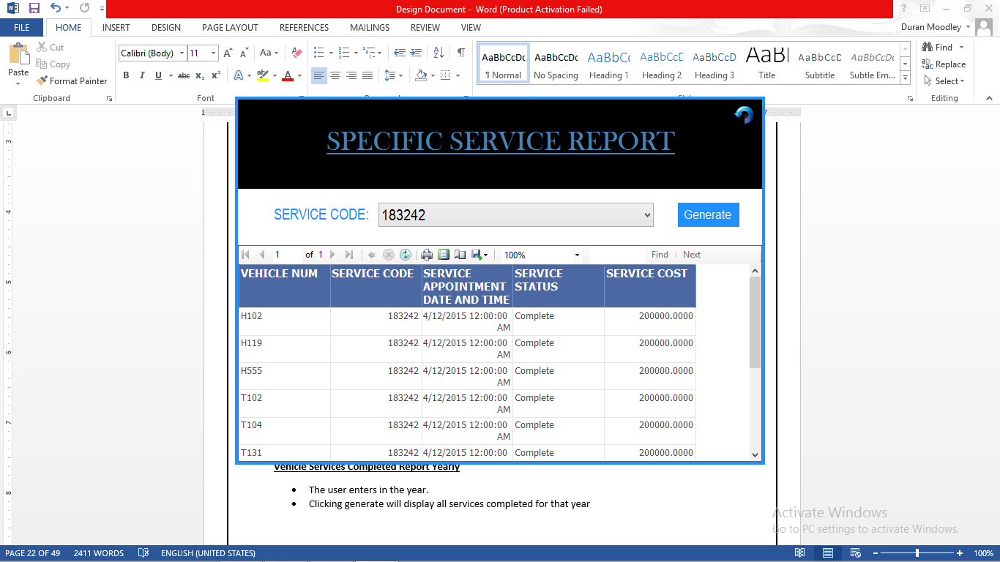 Design Document - Word (Product Activation Failed)
FILE HOME INSERT DESIGN PAGE LAYOUT REFERENCES MAILINGS REVIEW VIEW Duran Moodley
Paste
Cut
Copy
Format Painter
Clipboard
Calibri (Body) 11
Font
AaBbCcDc AaBbCcDc AaBbCc AaBbCcD AaBbCcD AaBl AaBbCcD AaBbCcDc
¶ Normal No Spacing Heading 1 Heading 2 Heading 3 Title Subtitle Subtle Em...
Find
Replace
Select
Editing
SPECIFIC SERVICE REPORT
SERVICE CODE: 183242 Generate
1 of 1 100% Find | Next
VEHICLE NUM SERVICE CODE SERVICE APPOINTMENT DATE AND TIME SERVICE STATUS SERVICE COST
H102 183242 4/12/2015 12:00:00 AM Complete 200000.0000
H119 183242 4/12/2015 12:00:00 AM Complete 200000.0000
H555 183242 4/12/2015 12:00:00 AM Complete 200000.0000
T102 183242 4/12/2015 12:00:00 AM Complete 200000.0000
T104 183242 4/12/2015 12:00:00 AM Complete 200000.0000
T131 183242 4/12/2015 12:00:00 Complete 200000.0000
Vehicle Services Completed Report Yearly
• The user enters in the year.
• Clicking generate will display all services completed for that year
Activate Windows
Go to PC settings to activate Windows.
PAGE 22 OF 49 2411 WORDS ENGLISH (UNITED STATES) 100%